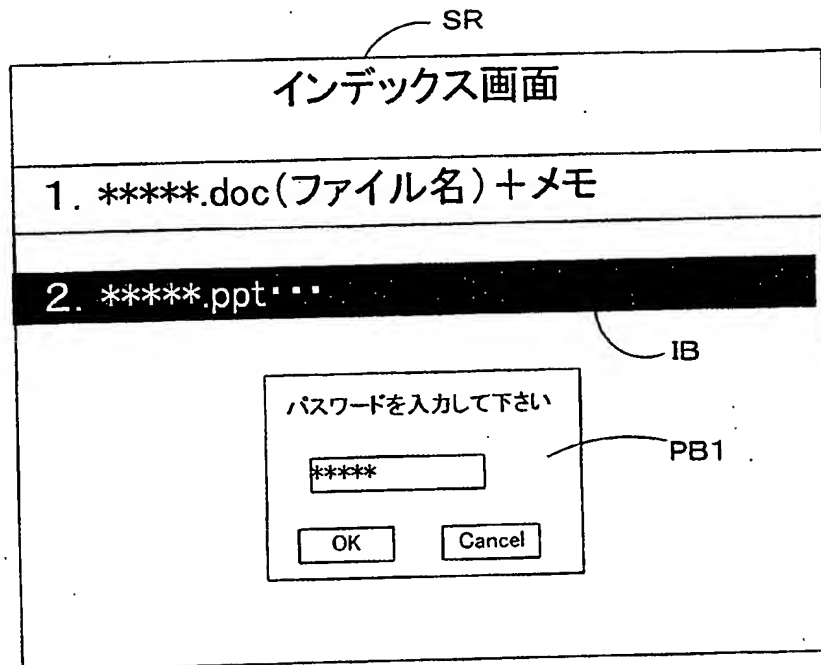 SR
インデックス画面
1. *****.doc(ファイル名)+メモ
2. *****.ppt・・・
IB
パスワードを入力して下さい
PB1
*****
OK Cancel